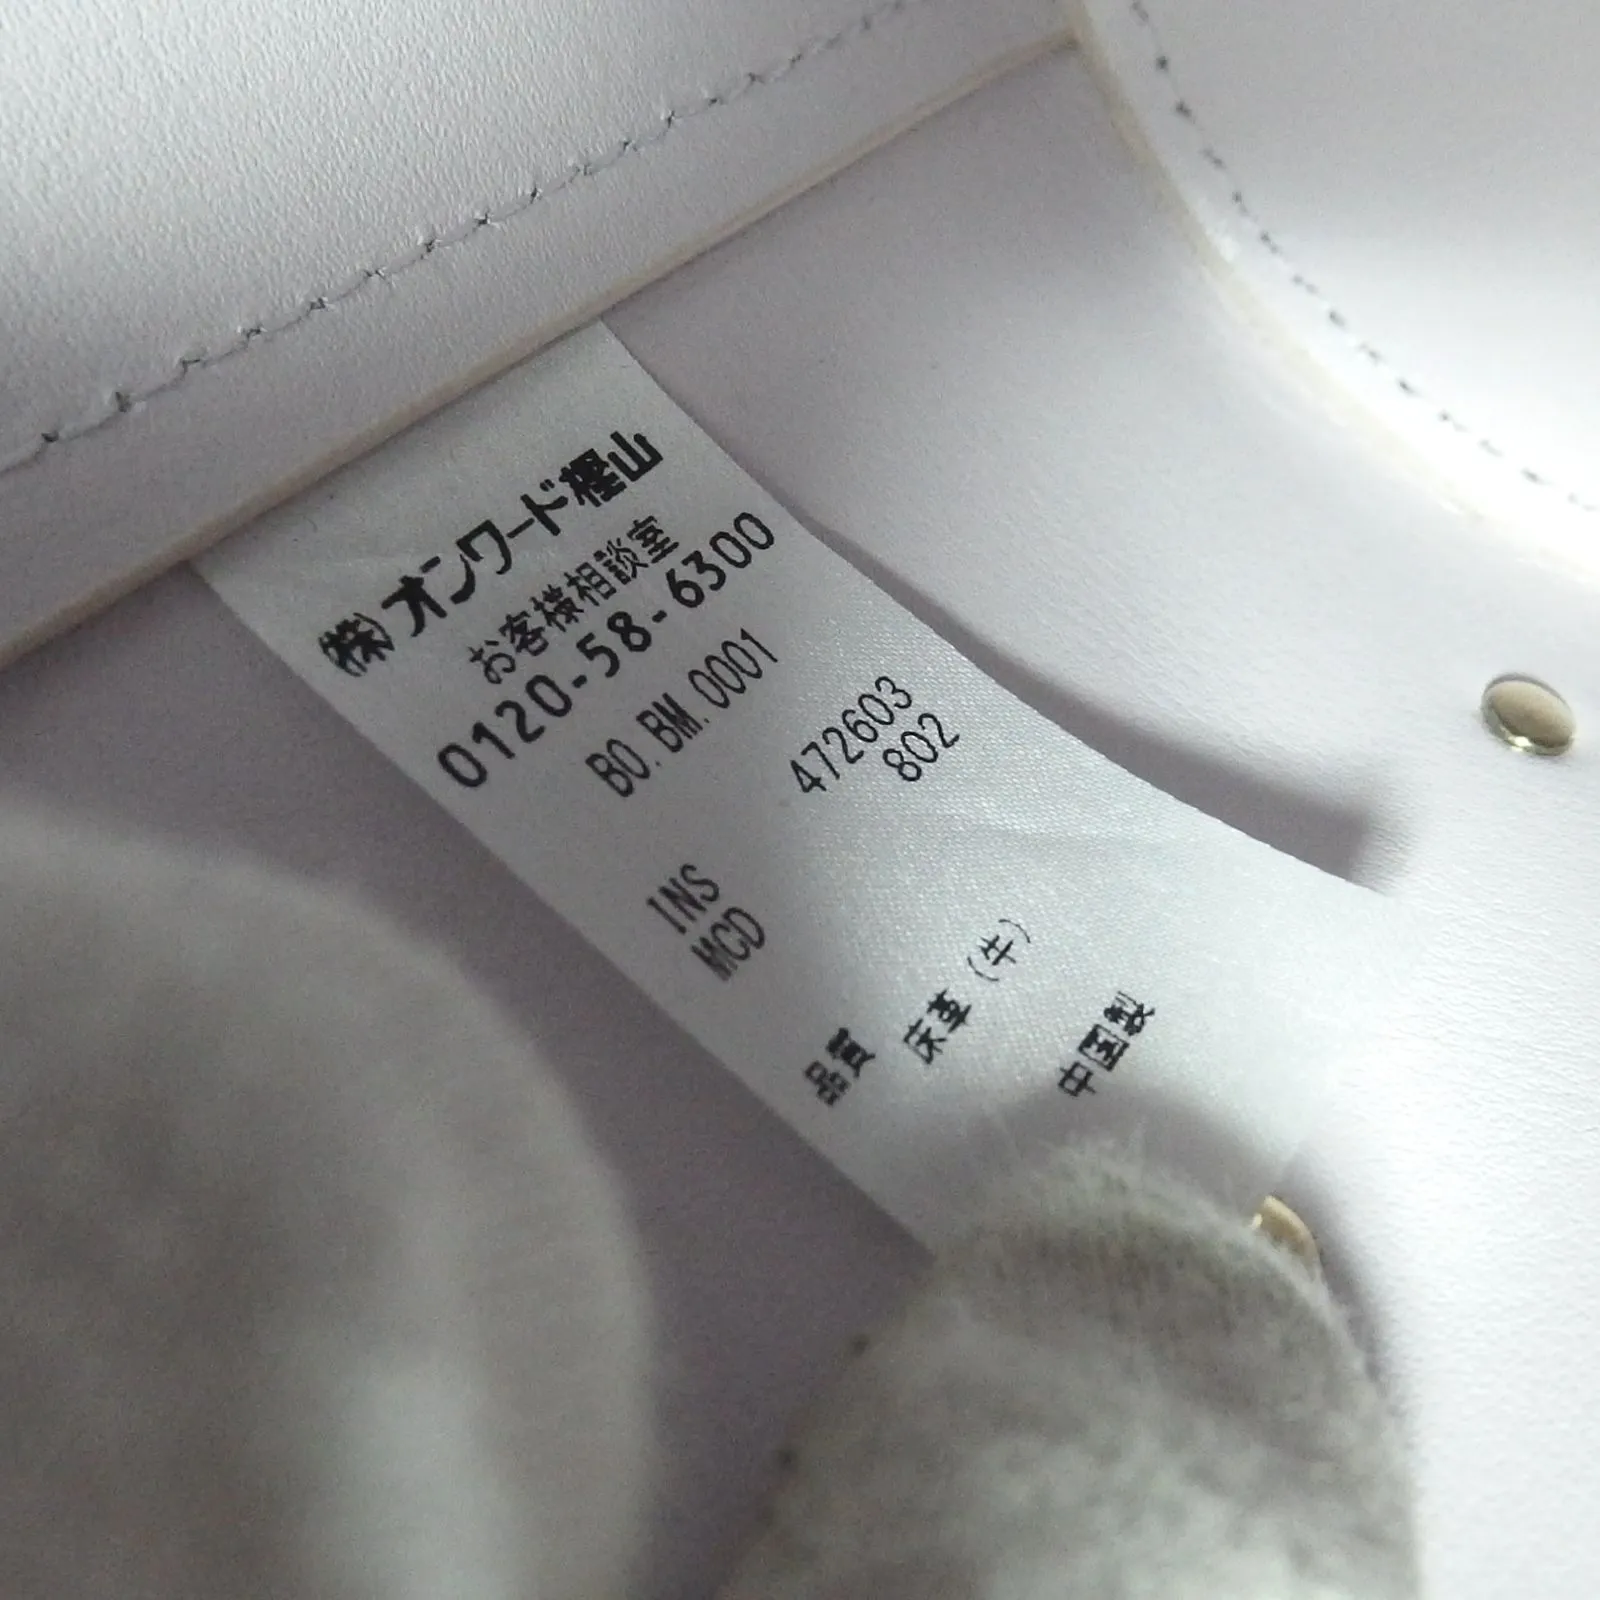 (株)オンワード樫山
お客様相談室
0120-58-6300
BO.BM.0001
472603
802
INS
MCD
品質 床革(牛)
中国製